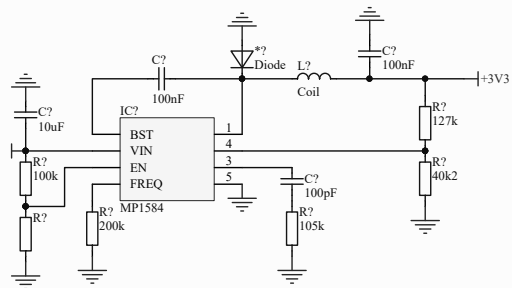 C?
100nF
*?
Diode
L?
Coil
C?
100nF
+3V3
C?
10uF
IC?
BST
VIN
EN
FREQ
MP1584
1
4
3
5
R?
127k
R?
100k
R?
40k2
C?
100pF
R?
R?
200k
R?
105k